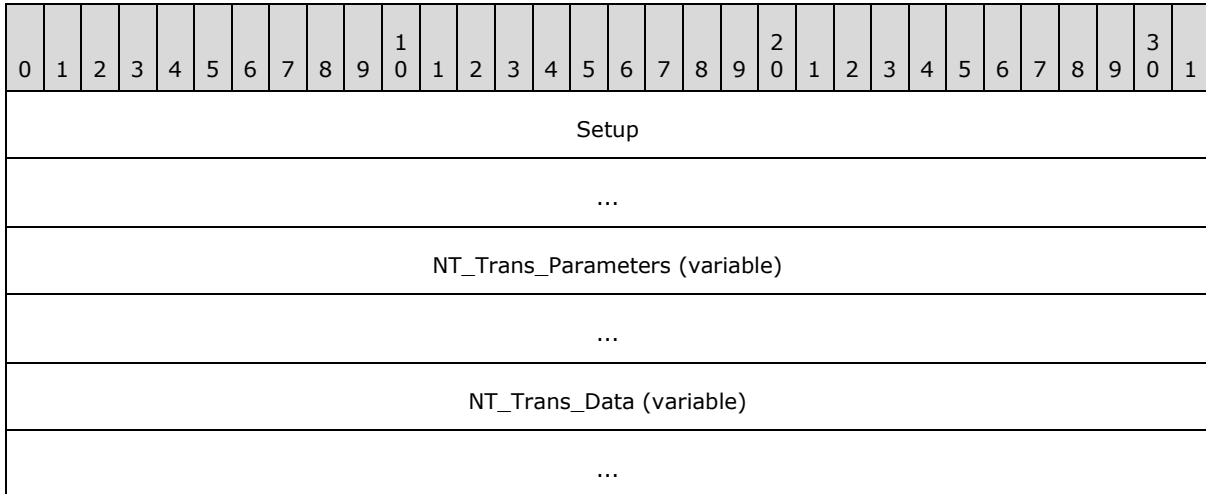 1 2 3
0 1 2 3 4 5 6 7 8 9 0 1 2 3 4 5 6 7 8 9 0 1 2 3 4 5 6 7 8 9 0 1
Setup
...
NT_Trans_Parameters (variable)
...
NT_Trans_Data (variable)
...